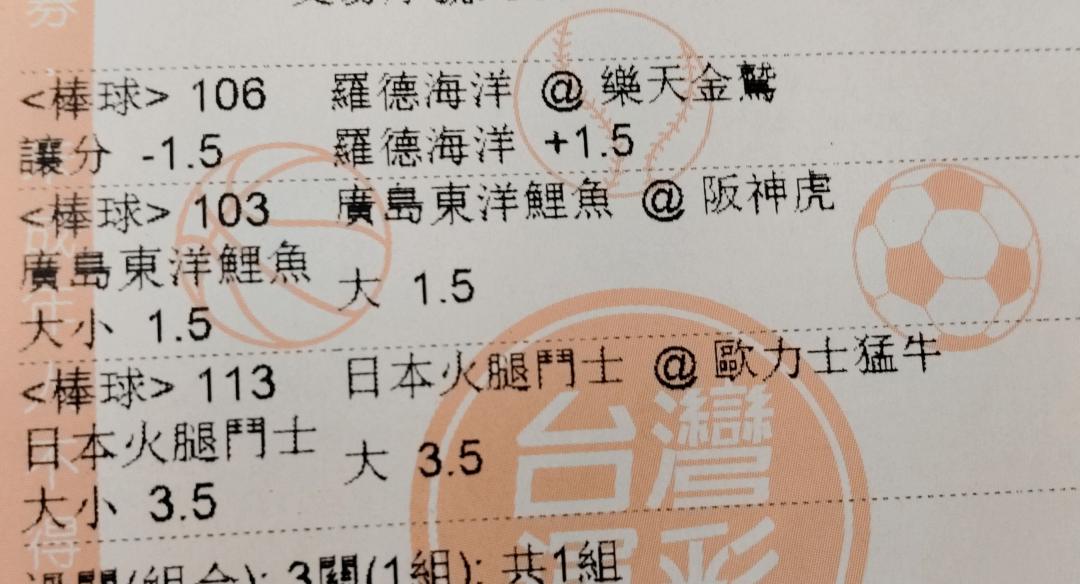 券
<棒球> 106 羅德海洋 @ 樂天金鷲
讓分 -1.5 羅德海洋 +1.5
<棒球> 103 廣島東洋鯉魚 @ 阪神虎
廣島東洋鯉魚 大 1.5
大小 1.5
<棒球> 113 日本火腿鬥士 @ 歐力士猛牛
日本火腿鬥士 大 3.5
大小 3.5
3關(1組); 共1組
台灣
運彩
得